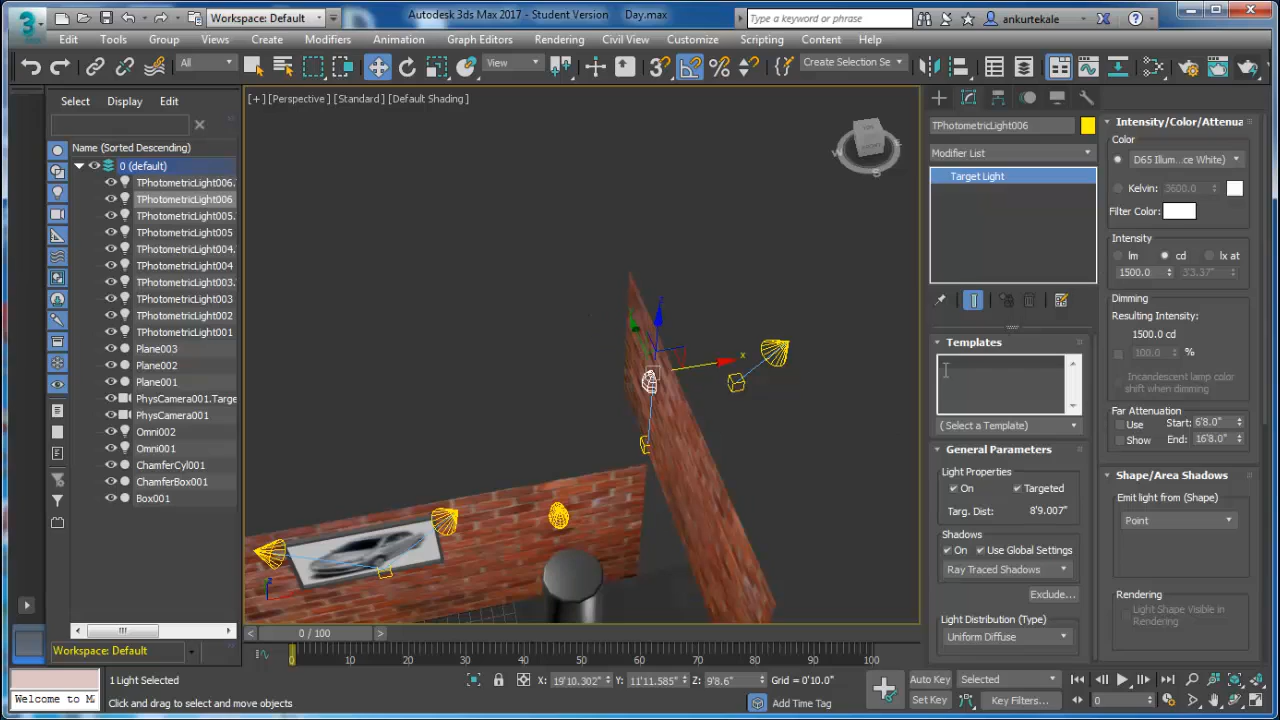 Workspace: Default
Autodesk 3ds Max 2017 - Student Version Day.max
Type a keyword or phrase
ankurtekale
Edit Tools Group Views Create Modifiers Animation Graph Editors Rendering Civil View Customize Scripting Content Help
All
View
Create Selection Se
Select Display Edit
Name (Sorted Descending)
0 (default)
TPhotometricLight006.
TPhotometricLight006
TPhotometricLight005.
TPhotometricLight005
TPhotometricLight004.
TPhotometricLight004
TPhotometricLight003.
TPhotometricLight003
TPhotometricLight002
TPhotometricLight001
Plane003
Plane002
Plane001
PhysCamera001.Targe
PhysCamera001
Omni002
Omni001
ChamferCyl001
ChamferBox001
Box001
Workspace: Default
[+] [Perspective] [Standard] [Default Shading]
x
TPhotometricLight006
Modifier List
Target Light
Templates
(Select a Template)
General Parameters
Light Properties
On Targeted
Targ. Dist: 8'9.007"
Shadows
On Use Global Settings
Ray Traced Shadows
Exclude...
Light Distribution (Type)
Uniform Diffuse
Intensity/Color/Attenua
Color
D65 Illum...ce White)
Kelvin: 3600.0
Filter Color:
Intensity
lm cd lx at
1500.0 3'3.37"
Dimming
Resulting Intensity:
1500.0 cd
100.0 %
Incandescent lamp color
shift when dimming
Far Attenuation
Use Start: 6'8.0"
Show End: 16'8.0"
Shape/Area Shadows
Emit light from (Shape)
Point
Rendering
Light Shape Visible in
Rendering
0 / 100
0 10 20 30 40 50 60 70 80 90 100
1 Light Selected
X: 19'10.302" Y: 11'11.585" Z: 9'8.6" Grid = 0'10.0"
Auto Key Selected
Welcome to M
Click and drag to select and move objects
Add Time Tag
Set Key Key Filters...
0